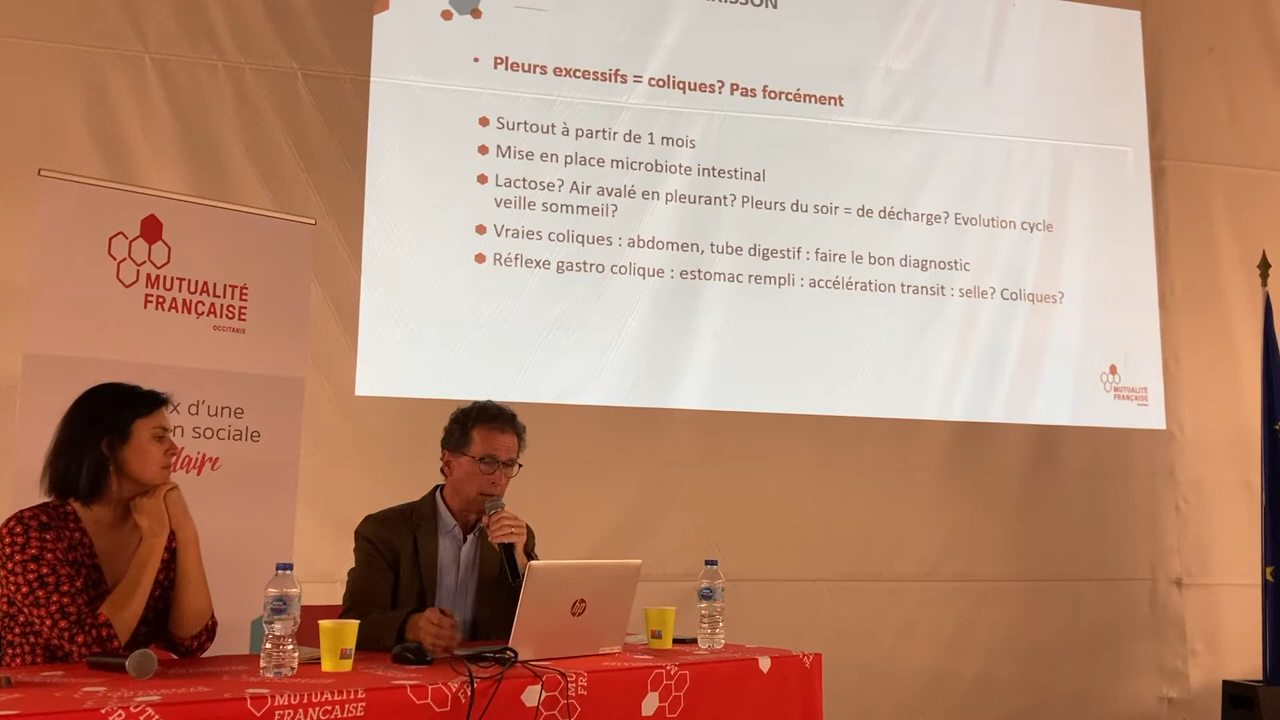 • Pleurs excessifs = coliques? Pas forcément
Surtout à partir de 1 mois
Mise en place microbiote intestinal
Lactose? Air avalé en pleurant? Pleurs du soir = de décharge? Evolution cycle
veille sommeil?
Vraies coliques : abdomen, tube digestif : faire le bon diagnostic
Réflexe gastro colique : estomac rempli : accélération transit : selle? Coliques?
MUTUALITÉ
FRANÇAISE
MUTUALITÉ
FRANÇAISE
OCCITANIE
x d'une
n sociale
laire
hp
MUTUALITÉ
FRANÇAISE